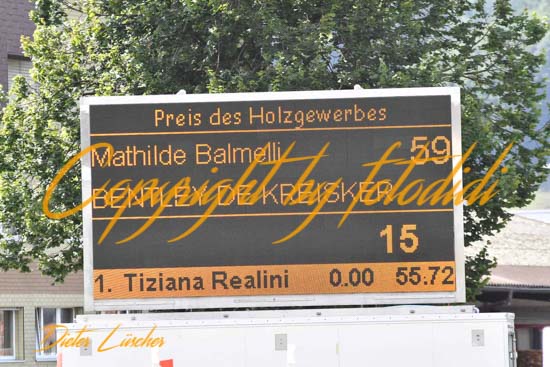 Preis des Holzgewerbes
Mathilde Balmelli 59
BENTLEY DE KREISKER
Copyright by fotodidi
15
1. Tiziana Realini 0.00 55.72
Dieter Lüscher